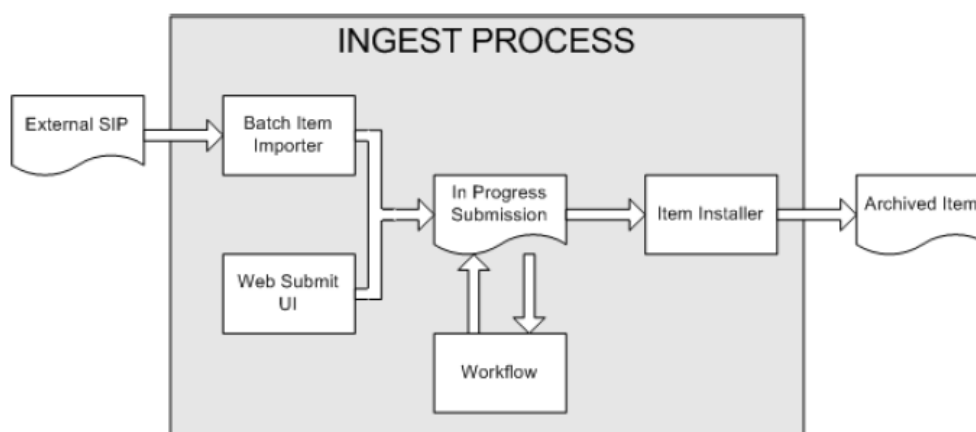 INGEST PROCESS
External SIP
Batch Item
Importer
In Progress
Submission
Item Installer
Archived Item
Web Submit
UI
Workflow